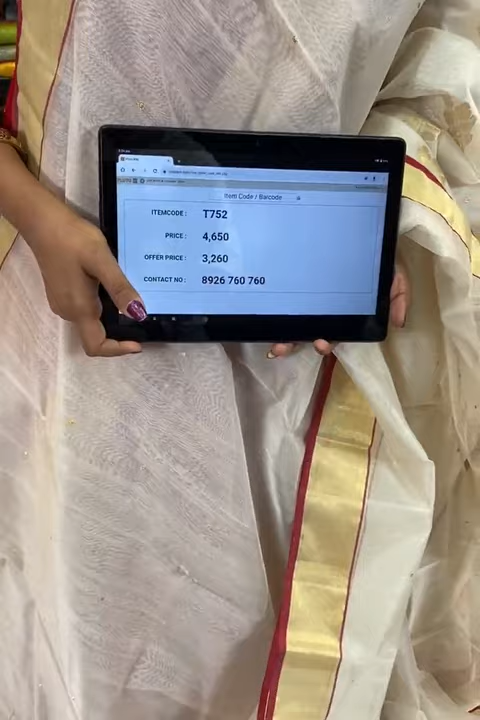 Item Code / Barcode
ITEMCODE : T752
PRICE : 4,650
OFFER PRICE : 3,260
CONTACT NO : 8926 760 760